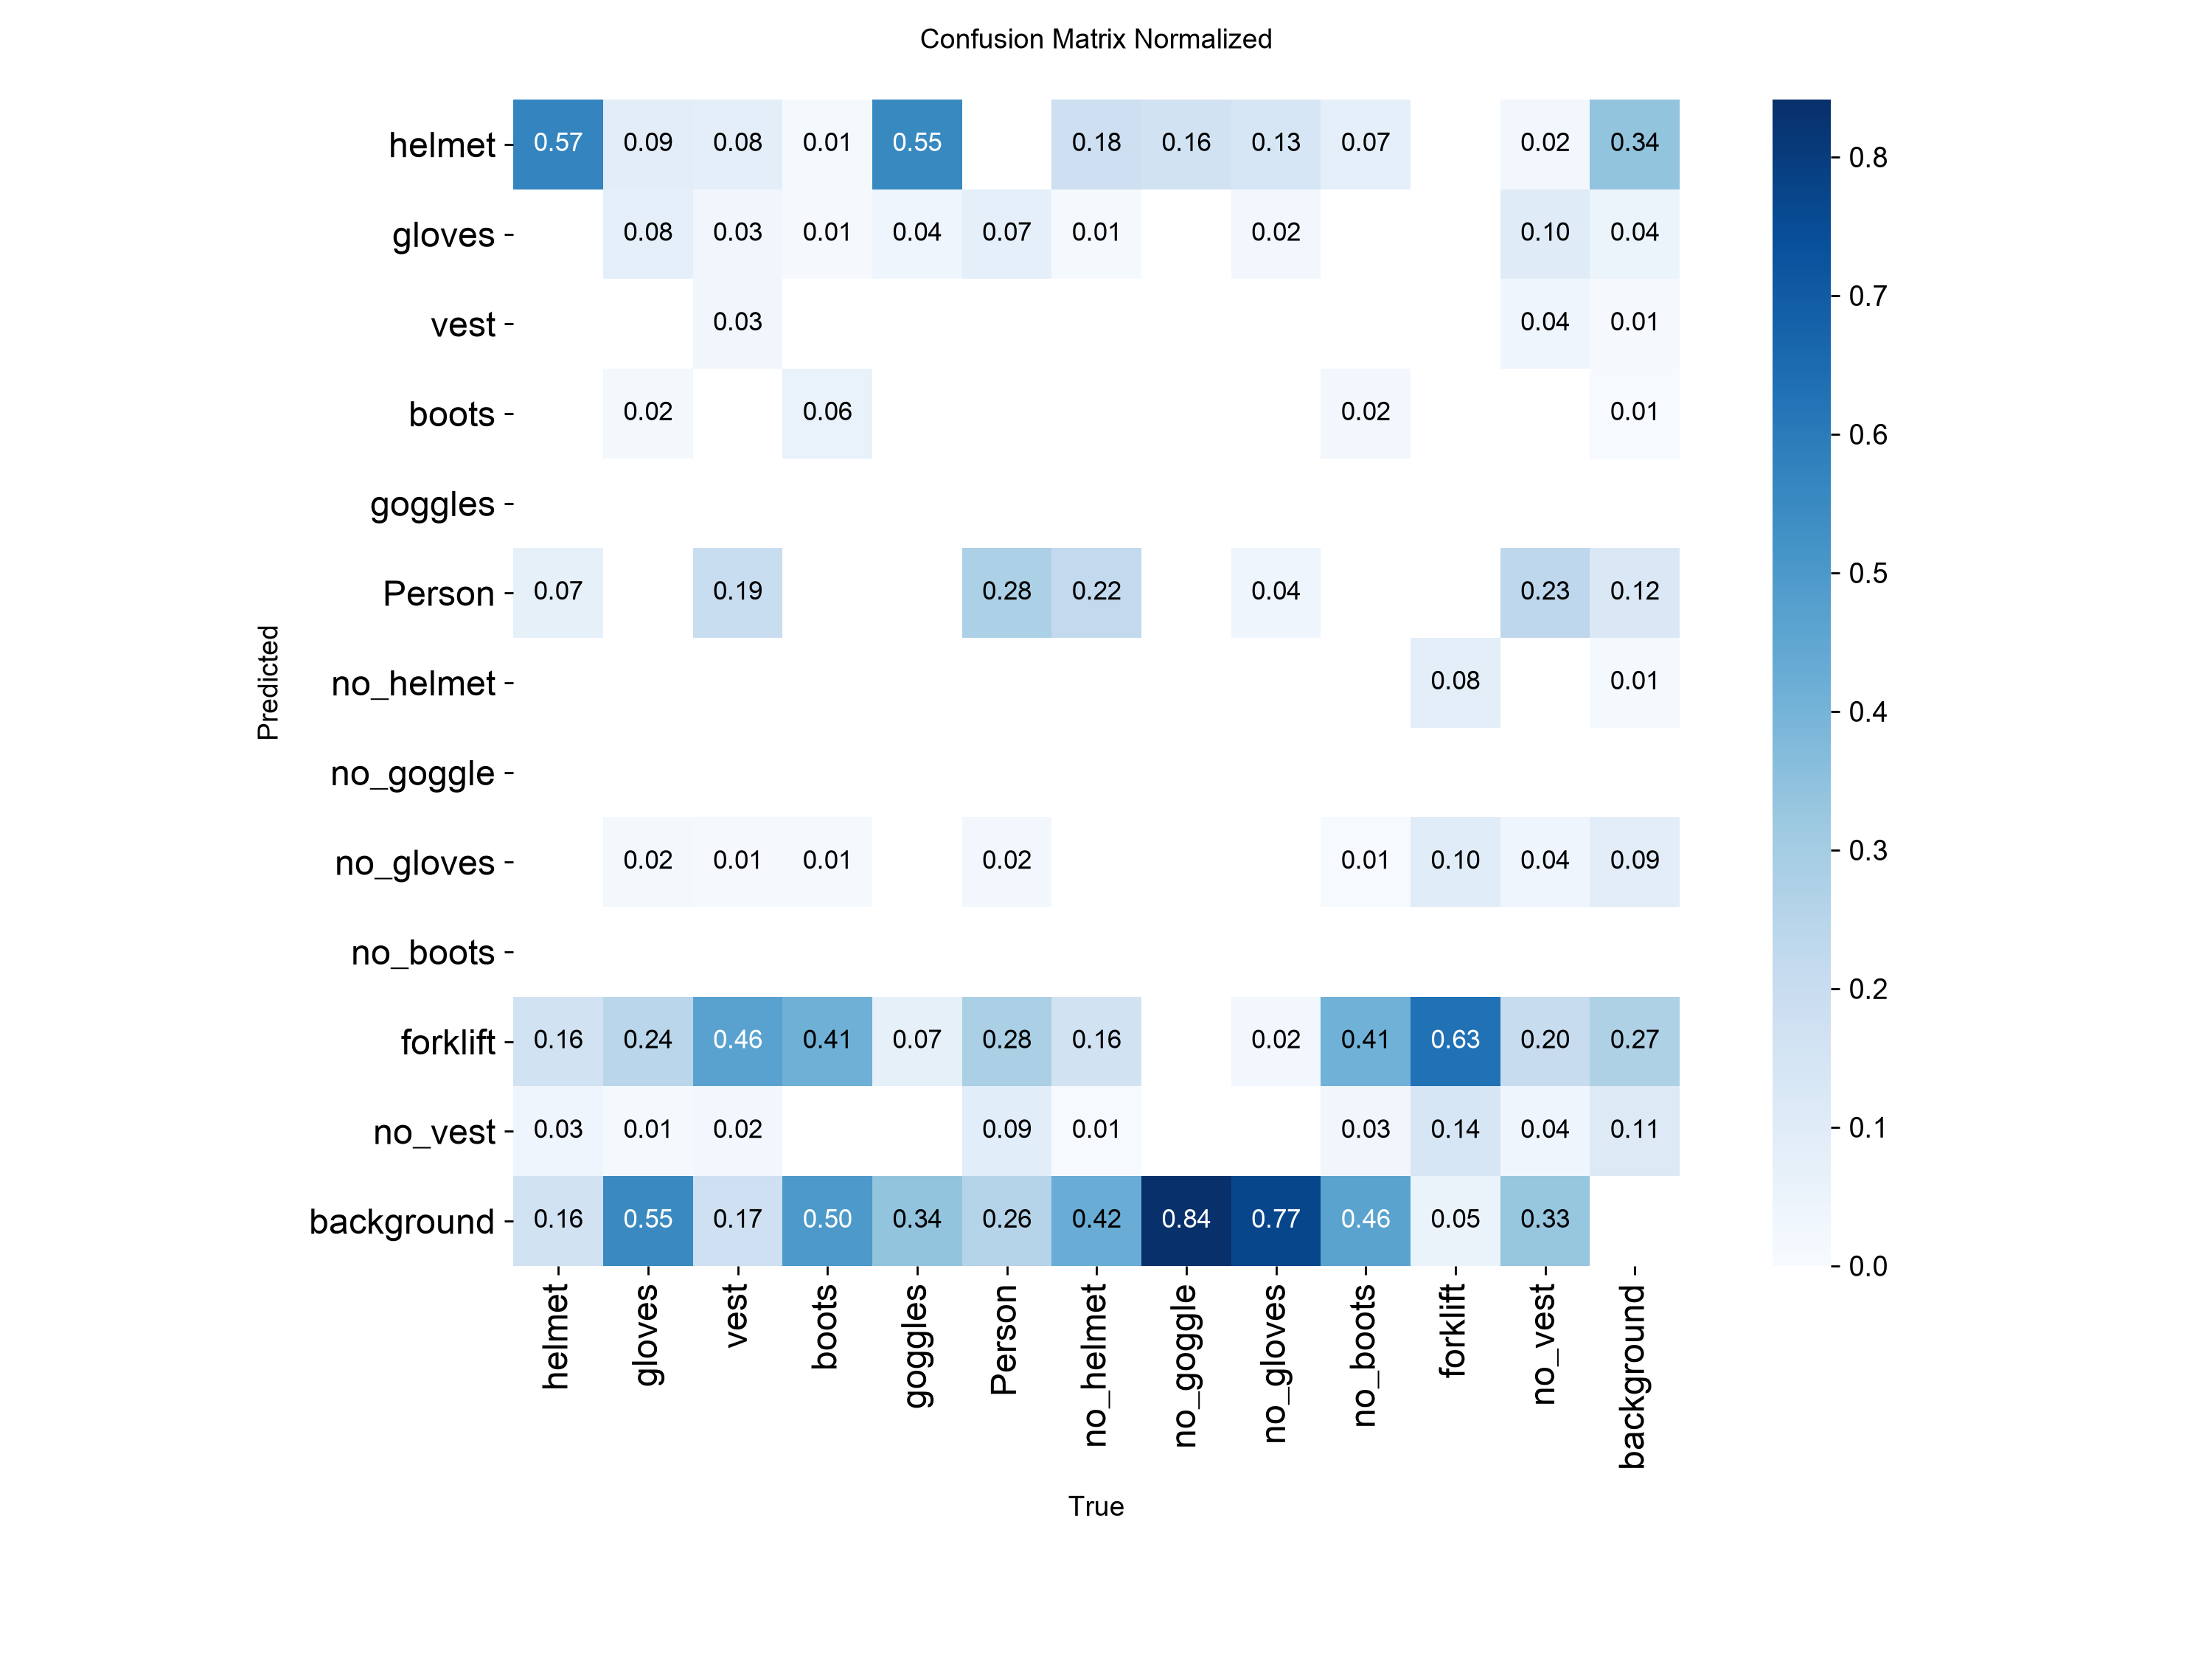 Confusion Matrix Normalized
helmet 0.57 0.09 0.08 0.01 0.55 0.18 0.16 0.13 0.07 0.02 0.34
gloves 0.08 0.03 0.01 0.04 0.07 0.01 0.02 0.10 0.04
vest 0.03 0.04 0.01
boots 0.02 0.06 0.02 0.01
goggles
Person 0.07 0.19 0.28 0.22 0.04 0.23 0.12
no_helmet 0.08 0.01
no_goggle
no_gloves 0.02 0.01 0.01 0.02 0.01 0.10 0.04 0.09
no_boots
forklift 0.16 0.24 0.46 0.41 0.07 0.28 0.16 0.02 0.41 0.63 0.20 0.27
no_vest 0.03 0.01 0.02 0.09 0.01 0.03 0.14 0.04 0.11
background 0.16 0.55 0.17 0.50 0.34 0.26 0.42 0.84 0.77 0.46 0.05 0.33
Predicted
helmet
gloves
vest
boots
goggles
Person
no_helmet
no_goggle
no_gloves
no_boots
forklift
no_vest
background
True
0.8
0.7
0.6
0.5
0.4
0.3
0.2
0.1
0.0